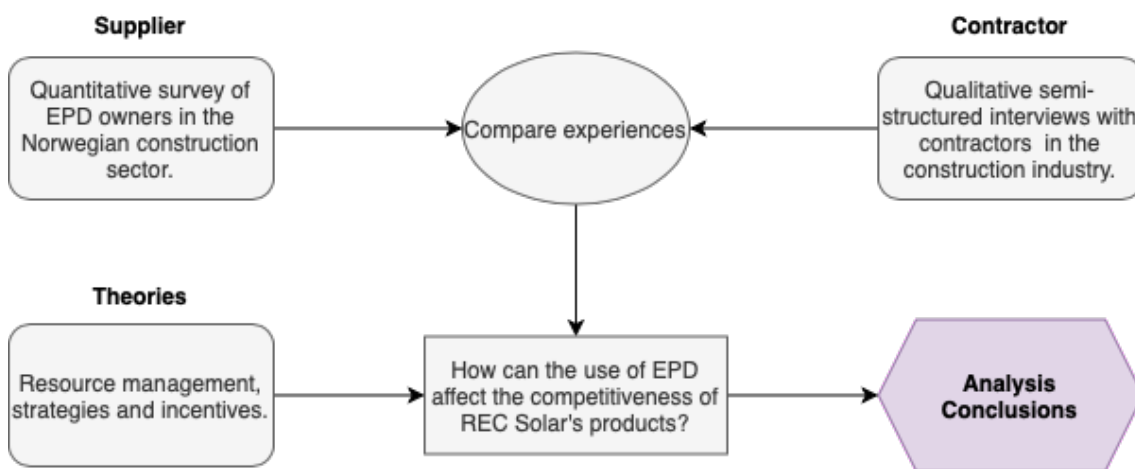 Supplier
Quantitative survey of
EPD owners in the
Norwegian construction
sector.
Compare experiences
Contractor
Qualitative semi-
structured interviews with
contractors in the
construction industry.
Theories
Resource management,
strategies and incentives.
How can the use of EPD
affect the competitiveness of
REC Solar's products?
Analysis
Conclusions